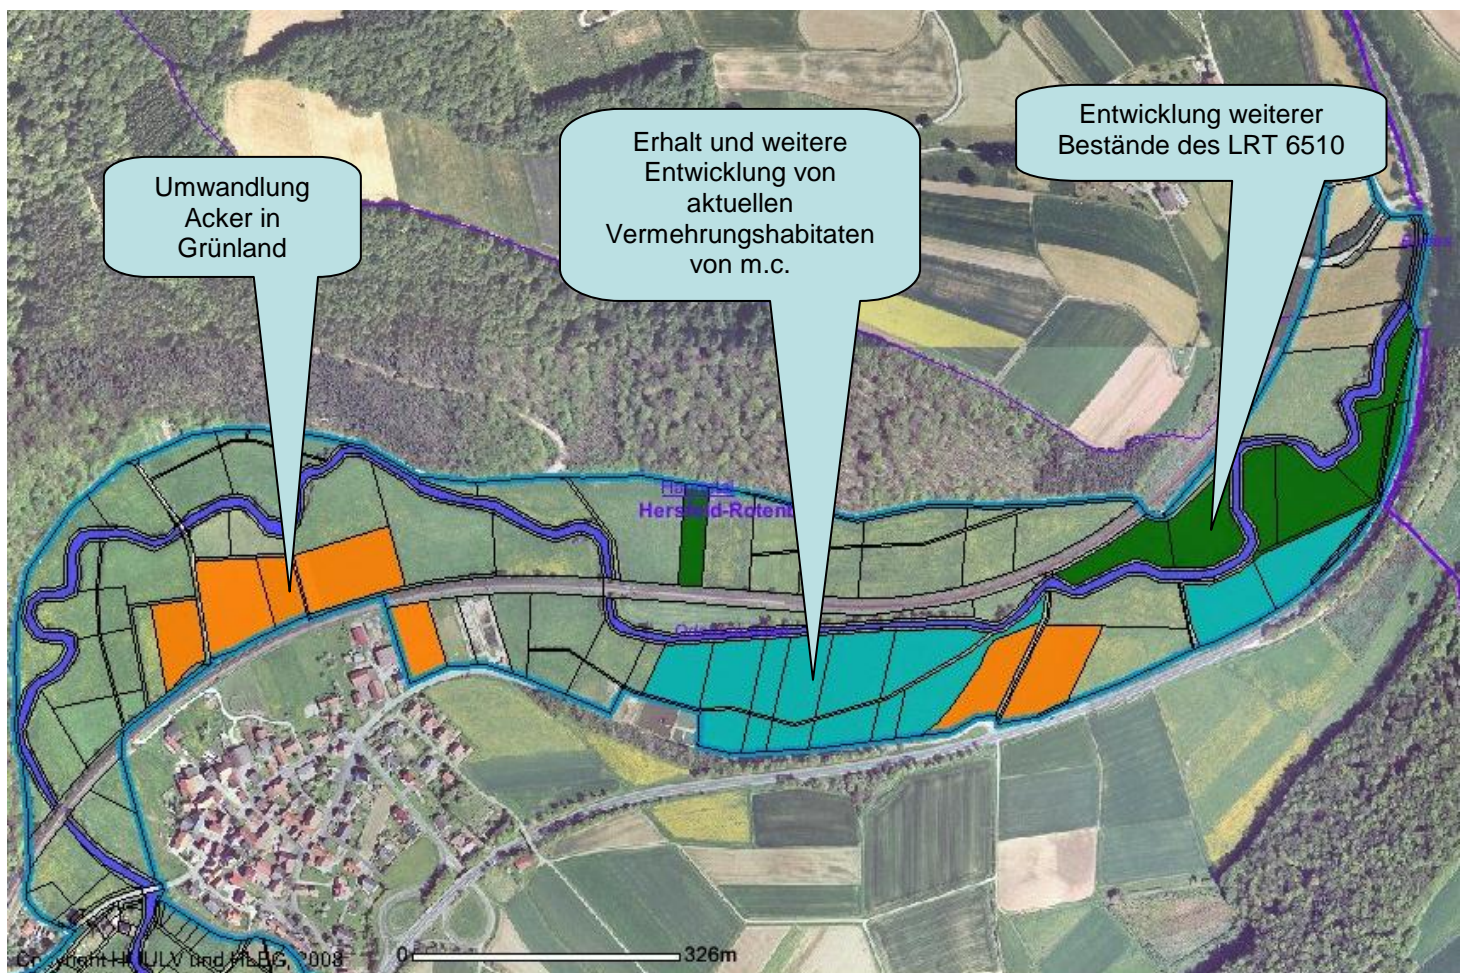 Entwicklung weiterer
Bestände des LRT 6510
Erhalt und weitere
Entwicklung von
aktuellen
Vermehrungshabitaten
von m.c.
Umwandlung
Acker in
Grünland
Hersfeld-Rotenb
und HLBG, 2008
0
326m